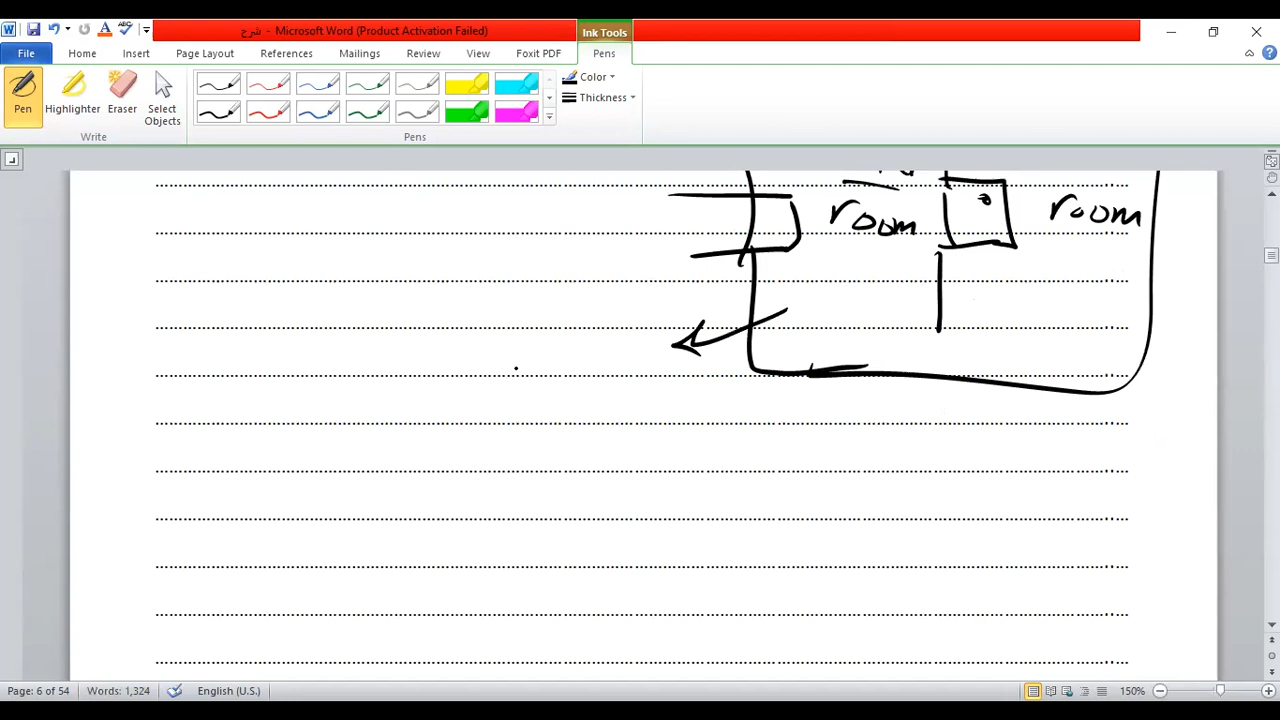 شرح - Microsoft Word (Product Activation Failed)
Ink Tools
File Home Insert Page Layout References Mailings Review View Foxit PDF Pens
Pen Highlighter Eraser Select Objects
Color
Thickness
Write Pens
room room
Page: 6 of 54 Words: 1,324 English (U.S.) 150%